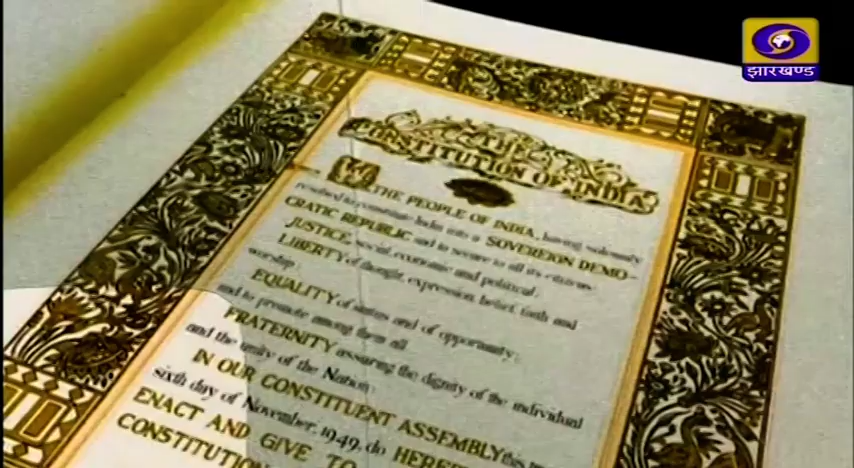 झारखण्ड
THE
CONSTITUTION OF INDIA
WE, THE PEOPLE OF INDIA, having solemnly
resolved to constitute India into a SOVEREIGN DEMO-
CRATIC REPUBLIC and to secure to all its citizens:
JUSTICE, social, economic and political;
LIBERTY of thought, expression, belief, faith and
worship;
EQUALITY of status and of opportunity;
and to promote among them all
FRATERNITY assuring the dignity of the individual
and the unity of the Nation;
IN OUR CONSTITUENT ASSEMBLY this
sixth day of November, 1949, do HEREBY
ENACT AND GIVE TO
CONSTITUTION